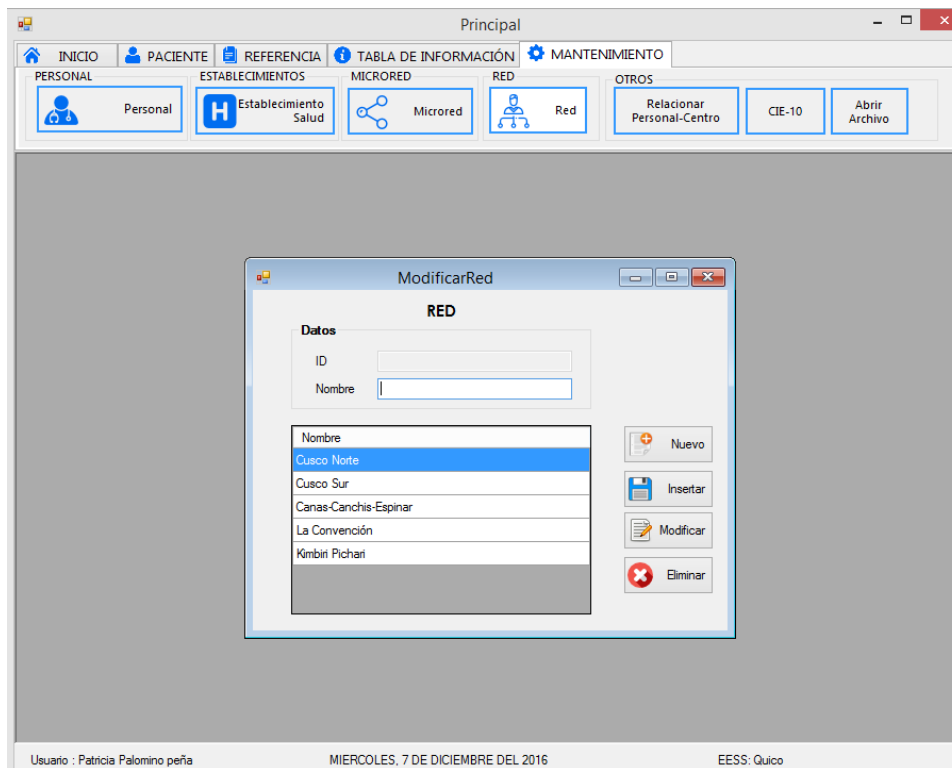 Principal
INICIO PACIENTE REFERENCIA TABLA DE INFORMACIÓN MANTENIMIENTO
PERSONAL ESTABLECIMIENTOS MICRORED RED OTROS
Personal
H Establecimiento
Salud
Microred
Red
Relacionar
Personal-Centro
CIE-10
Abrir
Archivo
ModificarRed
RED
Datos
ID
Nombre
Nombre
Cusco Norte
Cusco Sur
Canas-Canchis-Espinar
La Convención
Kimbiri Pichari
Nuevo
Insertar
Modificar
Eliminar
Usuario : Patricia Palomino peña MIERCOLES, 7 DE DICIEMBRE DEL 2016 EESS: Quico